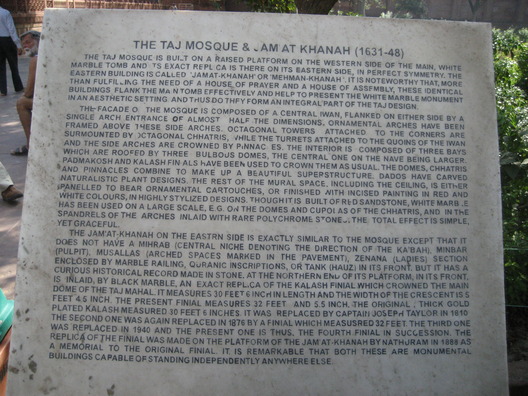 THE TAJ MOSQUE & JAM AT KHANAH (1631-48)
THE TAJ MOSQUE IS BUILT ON A RAISED PLATFORM ON THE WESTERN SIDE OF THE MAIN, WHITE
MARBLE TOMB AND ITS EXACT REPLICA IS THERE ON ITS EASTERN SIDE, IN PERFECT SYMMETRY. THE
EASTERN BUILDING IS CALLED 'JAM'AT-KHANAH' OR 'MEHMAN-KHANAH'. IT IS NOTEWORTHY THAT, MORE
THAN FULFILLING THE NEED OF A HOUSE OF PRAYER AND A HOUSE OF ASSEMBLY, THESE IDENTICAL
BUILDINGS FLANK THE MAIN TOMB EFFECTIVELY AND HELP TO PRESENT THE WHITE MARBLE MONUMENT
IN AN AESTHETIC SETTING AND THUS DO THEY FORM AN INTEGRAL PART OF THE TAJ DESIGN.
THE FACADE OF THE MOSQUE IS COMPOSED OF A CENTRAL IWAN, FLANKED ON EITHER SIDE BY A
SINGLE ARCH ENTRANCE OF ALMOST HALF THE DIMENSIONS, ORNAMENTAL ARCHES HAVE BEEN
FRAMED ABOVE THESE SIDE ARCHES. OCTAGONAL TOWERS ATTACHED TO THE CORNERS ARE
SURMOUNTED BY OCTAGONAL CHHATRIS, WHILE THE TURRETS ATTACHED TO THE QUOINS OF THE IWAN
AND THE SIDE ARCHES ARE CROWNED BY PINNACLES. THE INTERIOR IS COMPOSED OF THREE BAYS
WHICH ARE ROOFED BY THREE BULBOUS DOMES, THE CENTRAL ONE ON THE NAVE BEING LARGER.
PADMAKOSH AND KALASH FINIALS HAVE BEEN USED TO CROWN THEM AS USUAL. THE DOMES, CHHATRIS
AND PINNACLES COMBINE TO MAKE UP A BEAUTIFUL SUPERSTRUCTURE. DADOS HAVE CARVED
NATURALISTIC PLANT DESIGNS. THE REST OF THE MURAL SPACE, INCLUDING THE CEILING, IS EITHER
PANELLED TO BEAR ORNAMENTAL CARTOUCHES, OR FINISHED WITH INCISED PAINTING IN RED AND
WHITE COLOURS, IN HIGHLY STYLIZED DESIGNS. THOUGH IT IS BUILT OF RED SANDSTONE, WHITE MARBLE
HAS BEEN USED ON A LARGE SCALE, E.G. ON THE DOMES AND CUPOLAS OF THE CHHATRIS, AND IN THE
SPANDRELS OF THE ARCHES INLAID WITH RARE POLYCHROME STONES. THE TOTAL EFFECT IS SIMPLE,
YET GRACEFUL.
THE JAM'AT-KHANAH ON THE EASTRN SIDE IS EXACTLY SIMILAR TO THE MOSQUE EXCEPT THAT IT
DOES NOT HAVE A MIHRAB (CENTRAL NICHE DENOTING THE DIRECTION OF THE KA'BAH), MINBAR
(PULPIT), MUSALLAS (ARCHED SPACES MARKED IN THE PAVEMENT), ZENANA (LADIES) SECTION
ENCLOSED BY MARBLE RAILING, QURANIC INSCRIPTIONS, OR TANK (HAUZ) IN ITS FRONT. BUT IT HAS A
CURIOUS HISTORICAL RECORD MADE IN STONE. AT THE NORTHERN END OF ITS PLATFORM, IN ITS FRONT,
IS INLAID, BY BLACK MARBLE, AN EXACT REPLICA OF THE KALASH FINIAL WHICH CROWNED THE MAIN
DOME OF THE TAJ MAHAL. IT MEASURES 30 FEET 6 INCH IN LENGTH AND THE WIDTH OF THE CRESCENT IS 5
FEET 4.5 INCH. THE PRESENT FINIAL MEASURES 32 FEET AND 5.5 INCH. THE ORIGINAL, THICK GOLD
PLATED KALASH MEASURED 30 FEET 6 INCHES. IT WAS REPLACED BY CAPTAIN JOSEPH TAYLOR IN 1810
THE SECOND ONE WAS AGAIN REPLACED IN 1876 BY A FINIAL WHICH MEASURED 32 FEET. THE THIRD ONE
WAS REPLACED IN 1940 AND THE PRESENT ONE IS THUS, THE FOURTH FINIAL IN SUCCESSION. THE
REPLICA OF THE FINIAL WAS MADE ON THE PLATFORM OF THE JAM'AT-KHANAH BY NATHURAM IN 1888 AS
A MEMORIAL TO THE ORIGINAL FINIAL. IT IS REMARKABLE THAT BOTH THESE ARE MONUMENTAL
BUILDINGS CAPABLE OF STANDING INDEPENDENTLY ANYWHERE ELSE.